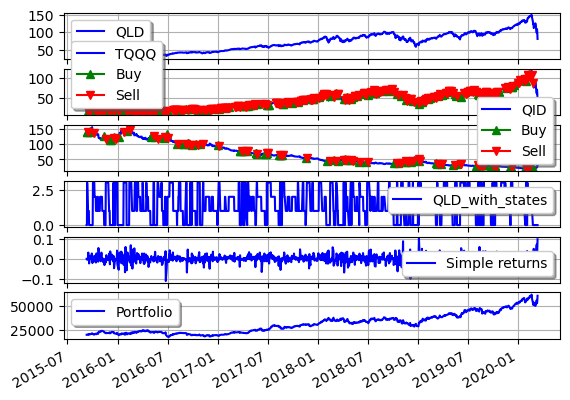 150
100
50
QLD
TQQQ
Buy
Sell
100
50
QID
Buy
Sell
150
100
50
2.5
0.0
QLD_with_states
0.1
0.0
−0.1
Simple returns
50000
25000
Portfolio
2015-07
2016-01
2016-07
2017-01
2017-07
2018-01
2018-07
2019-01
2019-07
2020-01